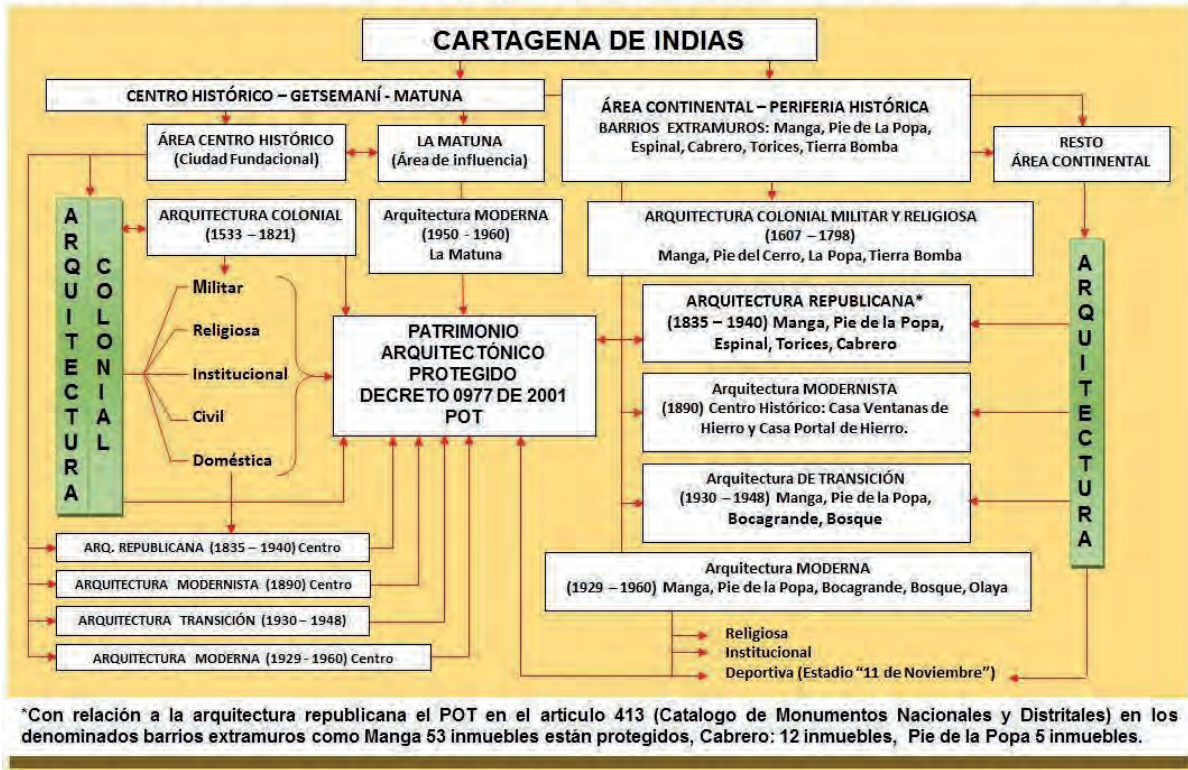 CARTAGENA DE INDIAS
CENTRO HISTÓRICO – GETSEMANÍ - MATUNA
ÁREA CENTRO HISTÓRICO
(Ciudad Fundacional)
LA MATUNA
(Área de influencia)
ÁREA CONTINENTAL – PERIFERIA HISTÓRICA
BARRIOS EXTRAMUROS: Manga, Pie de La Popa,
Espinal, Cabrero, Torices, Tierra Bomba
RESTO
ÁREA CONTINENTAL
ARQUITECTURA
COLONIAL
ARQUITECTURA COLONIAL
(1533 – 1821)
Arquitectura MODERNA
(1950 - 1960)
La Matuna
ARQUITECTURA COLONIAL MILITAR Y RELIGIOSA
(1607 – 1798)
Manga, Pie del Cerro, La Popa, Tierra Bomba
Militar
Religiosa
Institucional
Civil
Doméstica
PATRIMONIO
ARQUITECTÓNICO
PROTEGIDO
DECRETO 0977 DE 2001
POT
ARQUITECTURA REPUBLICANA*
(1835 – 1940) Manga, Pie de la Popa,
Espinal, Torices, Cabrero
Arquitectura MODERNISTA
(1890) Centro Histórico: Casa Ventanas de
Hierro y Casa Portal de Hierro.
Arquitectura DE TRANSICIÓN
(1930 – 1948) Manga, Pie de la Popa,
Bocagrande, Bosque
ARQUITECTURA
ARQ. REPUBLICANA (1835 – 1940) Centro
ARQUITECTURA MODERNISTA (1890) Centro
ARQUITECTURA TRANSICIÓN (1930 – 1948)
ARQUITECTURA MODERNA (1929 - 1960) Centro
Arquitectura MODERNA
(1929 – 1960) Manga, Pie de la Popa, Bocagrande, Bosque, Olaya
Religiosa
Institucional
Deportiva (Estadio “11 de Noviembre”)
*Con relación a la arquitectura republicana el POT en el articulo 413 (Catalogo de Monumentos Nacionales y Distritales) en los
denominados barrios extramuros como Manga 53 inmuebles están protegidos, Cabrero: 12 inmuebles, Pie de la Popa 5 inmuebles.